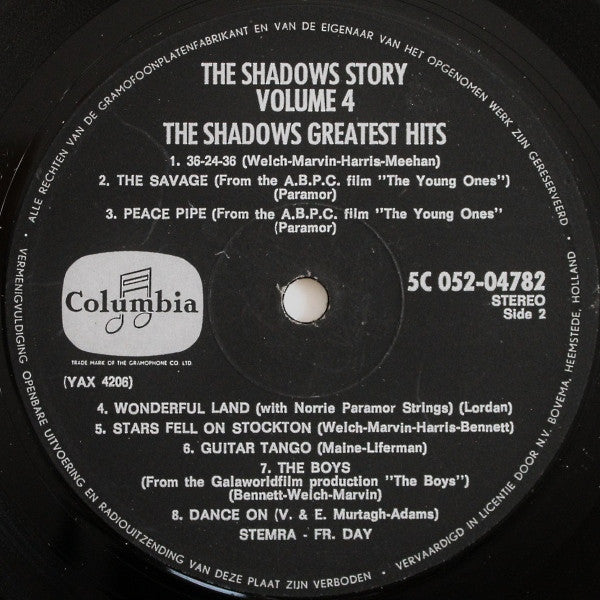 ALLE RECHTEN VAN DE GRAMOFOONPLATENFABRIKANT EN VAN DE EIGENAAR VAN HET OPGENOMEN WERK ZIJN GERESERVEERD · VERMENIGVULDIGING OPENBARE UITVOERING EN RADIOUITZENDING VAN DEZE PLAAT ZIJN VERBODEN · VERVAARDIGD IN LICENTIE DOOR N.V. BOVEMA, HEEMSTEDE, HOLLAND ·
THE SHADOWS STORY
VOLUME 4
THE SHADOWS GREATEST HITS
1. 36-24-36 (Welch-Marvin-Harris-Meehan)
2. THE SAVAGE (From the A.B.P.C. film "The Young Ones")
(Paramor)
3. PEACE PIPE (From the A.B.P.C. film "The Young Ones"
(Paramor)
Columbia
TRADE MARK OF THE GRAMOPHONE CO. LTD.
(YAX 4206)
5C 052-04782
STEREO
Side 2
4. WONDERFUL LAND (with Norrie Paramor Strings) (Lordan)
5. STARS FELL ON STOCKTON (Welch-Marvin-Harris-Bennett)
6. GUITAR TANGO (Maine-Liferman)
7. THE BOYS
(From the Galaworldfilm production "The Boys")
(Bennett-Welch-Marvin)
8. DANCE ON (V. & E. Murtagh-Adams)
STEMRA - FR. DAY